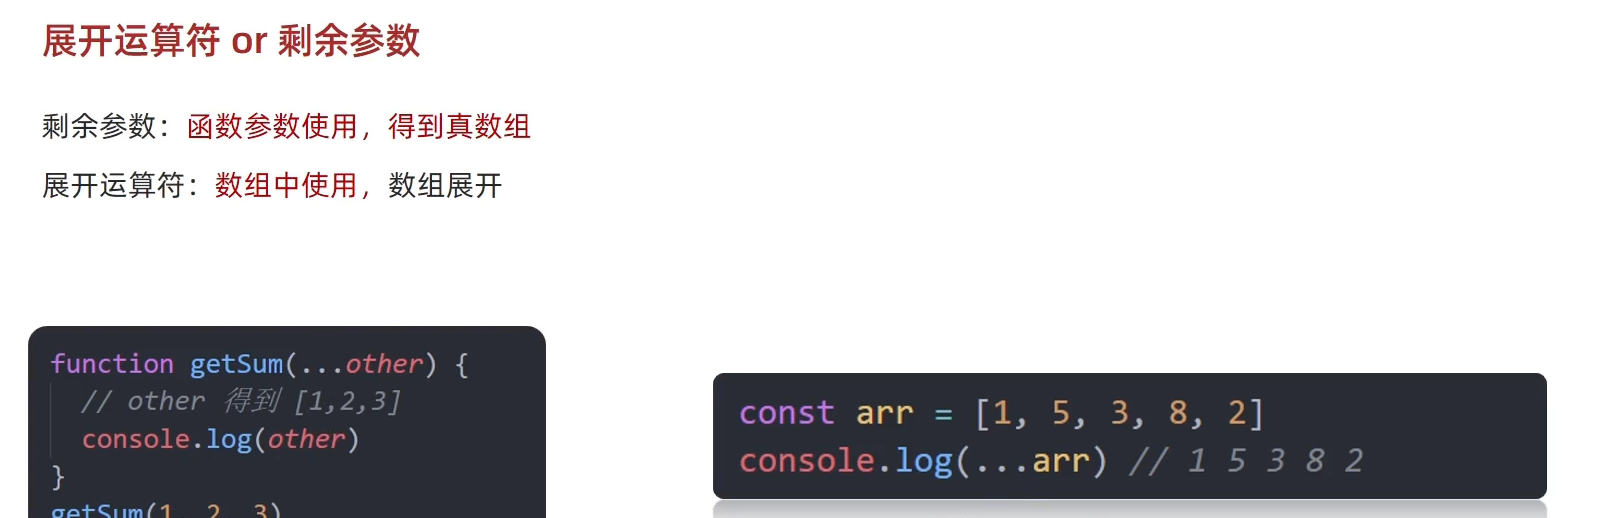 展开运算符 or 剩余参数
剩余参数：函数参数使用，得到真数组
展开运算符：数组中使用，数组展开
function getSum(...other) {
// other 得到 [1,2,3]
console.log(other)
}
getSum(1, 2, 3)
const arr = [1, 5, 3, 8, 2]
console.log(...arr) // 1 5 3 8 2